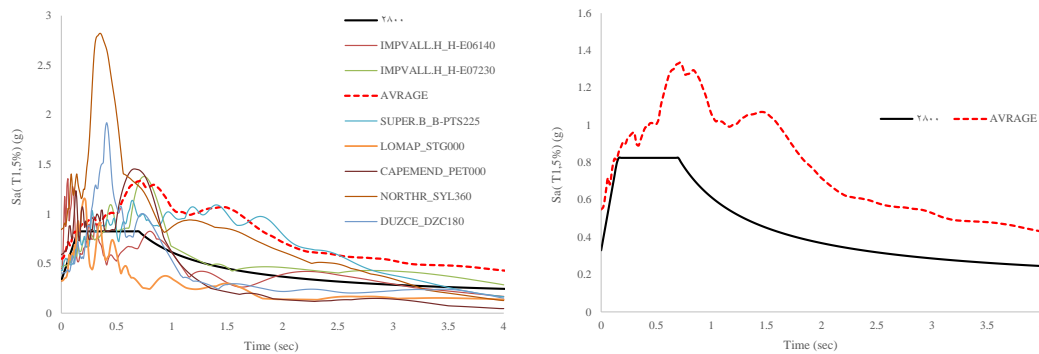 3
2.5
2
1.5
1
0.5
0
0 0.5 1 1.5 2 2.5 3 3.5 4
Sa( T1,5%) (g)
Time (sec)
۲۸۰۰
IMPVALL.H_H-E06140
IMPVALL.H_H-E07230
AVRAGE
SUPER.B_B-PTS225
LOMAP_STG000
CAPEMEND_PET000
NORTHR_SYL360
DUZCE_DZC180
1.6
1.4
1.2
1
0.8
0.6
0.4
0.2
0
0 0.5 1 1.5 2 2.5 3 3.5
Sa( T1,5%) (g)
Time (sec)
۲۸۰۰ AVRAGE